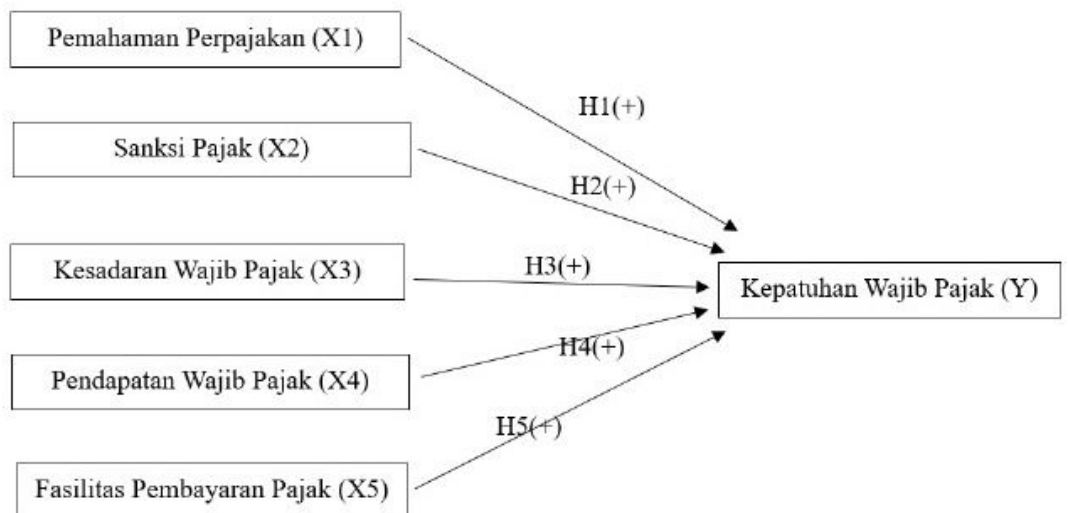 Pemahaman Perpajakan (X1)
H1(+)
Sanksi Pajak (X2)
H2(+)
Kesadaran Wajib Pajak (X3)
H3(+)
Kepatuhan Wajib Pajak (Y)
Pendapatan Wajib Pajak (X4)
H4(+)
H5(+)
Fasilitas Pembayaran Pajak (X5)